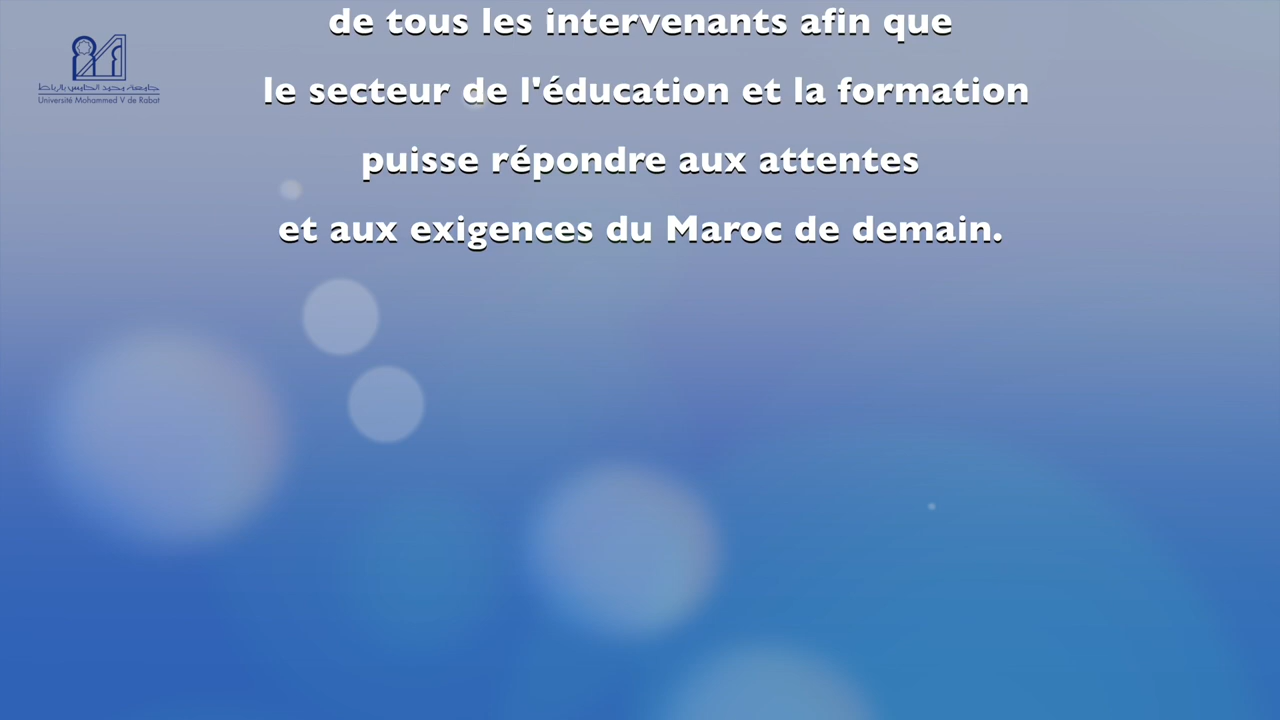 de tous les intervenants afin que
le secteur de l'éducation et la formation
puisse répondre aux attentes
et aux exigences du Maroc de demain.
جامعة محمد الخامس بالرباط
Université Mohammed V de Rabat